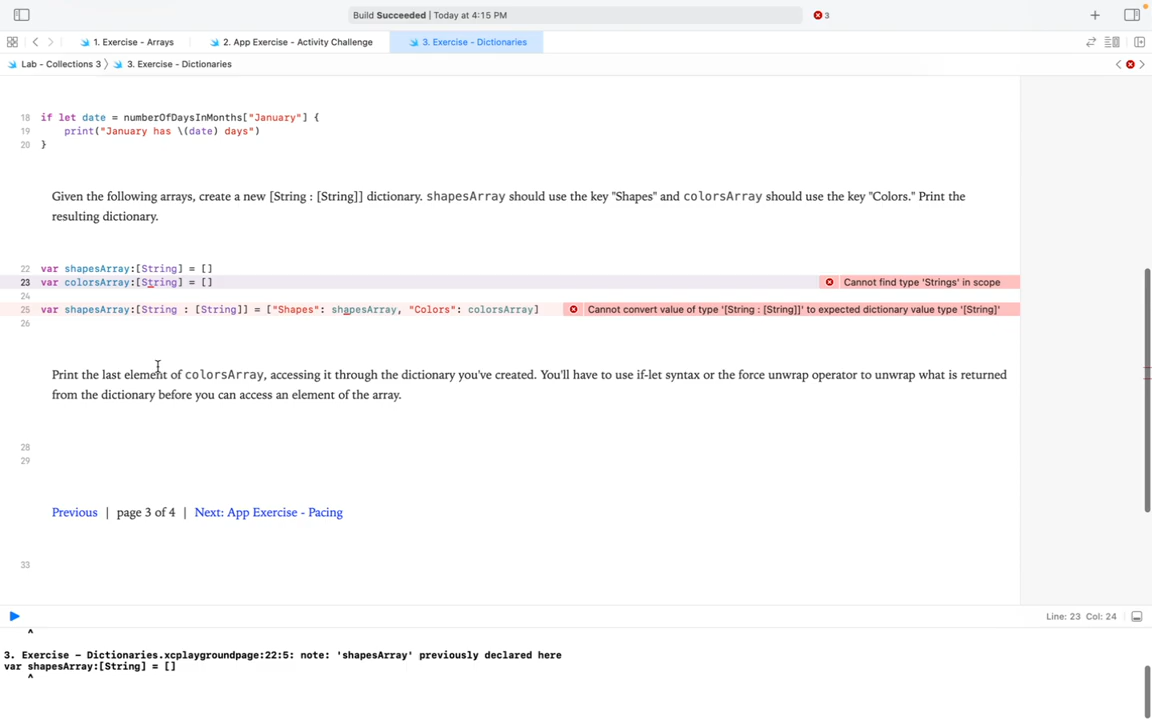 Build Succeeded | Today at 4:15 PM
3
1. Exercise - Arrays
2. App Exercise - Activity Challenge
3. Exercise - Dictionaries
Lab - Collections 3 〉 3. Exercise - Dictionaries
18 if let date = numberOfDaysInMonths["January"] {
19 print("January has \(date) days")
20 }
Given the following arrays, create a new [String : [String]] dictionary. shapesArray should use the key "Shapes" and colorsArray should use the key "Colors." Print the
resulting dictionary.
22 var shapesArray:[String] = []
23 var colorsArray:[String] = [] Cannot find type 'Strings' in scope
24
25 var shapesArray:[String : [String]] = ["Shapes": shapesArray, "Colors": colorsArray] Cannot convert value of type '[String : [String]]' to expected dictionary value type '[String]'
26
Print the last element of colorsArray, accessing it through the dictionary you've created. You'll have to use if-let syntax or the force unwrap operator to unwrap what is returned
from the dictionary before you can access an element of the array.
28
29
Previous | page 3 of 4 | Next: App Exercise - Pacing
33
Line: 23 Col: 24
^
3. Exercise - Dictionaries.xcplaygroundpage:22:5: note: 'shapesArray' previously declared here
var shapesArray:[String] = []
^